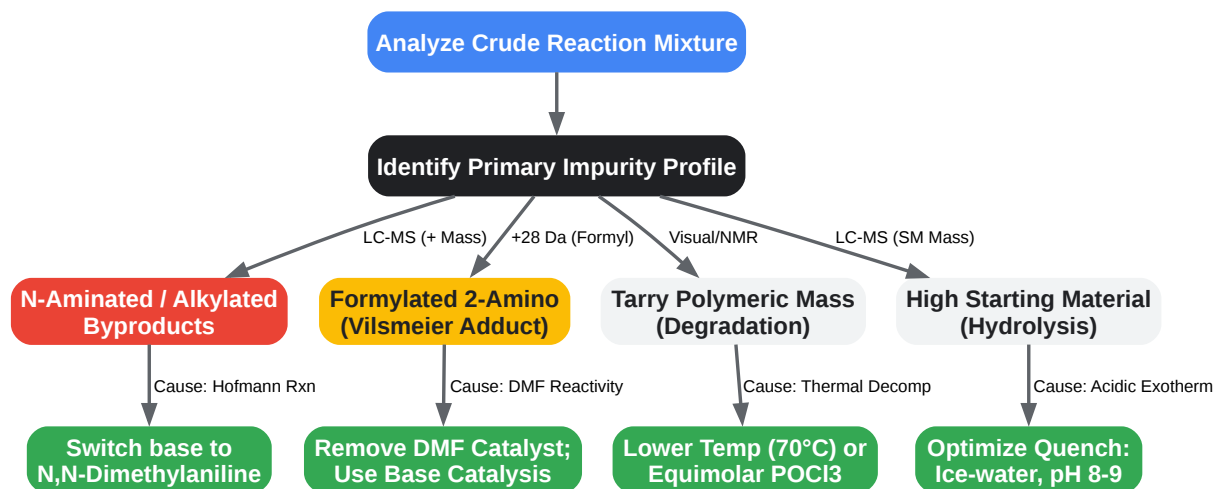 Analyze Crude Reaction Mixture
Identify Primary Impurity Profile
LC-MS (+ Mass)
+28 Da (Formyl)
Visual/NMR
LC-MS (SM Mass)
N-Aminated / Alkylated
Byproducts
Formylated 2-Amino
(Vilsmeier Adduct)
Tarry Polymeric Mass
(Degradation)
High Starting Material
(Hydrolysis)
Cause: Hofmann Rxn
Cause: DMF Reactivity
Cause: Thermal Decomp
Cause: Acidic Exotherm
Switch base to
N,N-Dimethylaniline
Remove DMF Catalyst;
Use Base Catalysis
Lower Temp (70°C) or
Equimolar POCl3
Optimize Quench:
Ice-water, pH 8-9